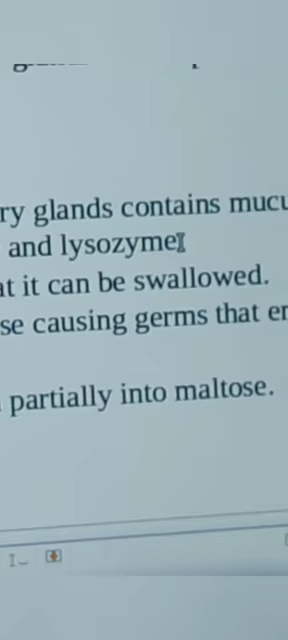 ry glands contains mucu
and lysozyme
at it can be swallowed.
se causing germs that en
partially into maltose.